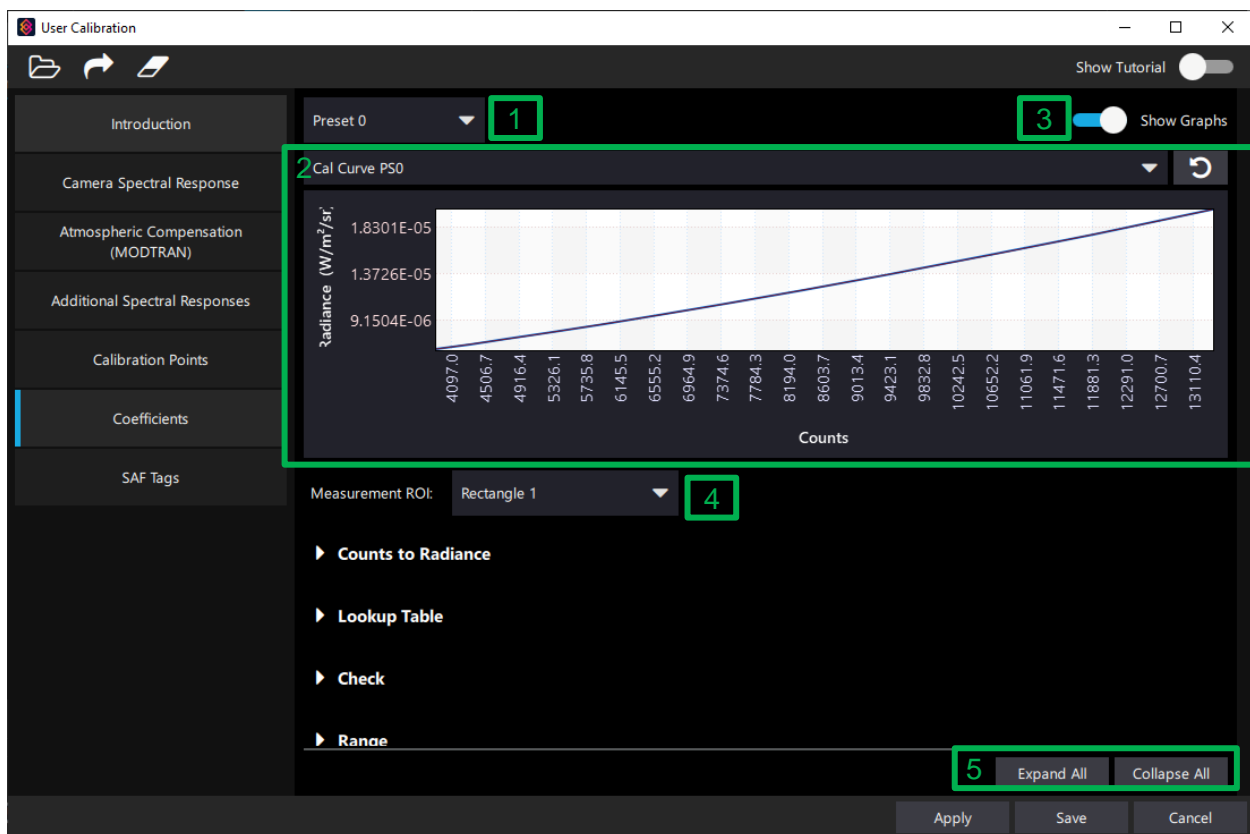 User Calibration
Show Tutorial
Introduction
Camera Spectral Response
Atmospheric Compensation
(MODTRAN)
Additional Spectral Responses
Calibration Points
Coefficients
SAF Tags
Preset 0
1
3
Show Graphs
2
Cal Curve PS0
Radiance (W/m²/sr)
1.8301E-05
1.3726E-05
9.1504E-06
4097.0
4506.7
4916.4
5326.1
5735.8
6145.5
6555.2
6964.9
7374.6
7784.3
8194.0
8603.7
9013.4
9423.1
9832.8
10242.5
10652.2
11061.9
11471.6
11881.3
12291.0
12700.7
13110.4
Counts
Measurement ROI:
Rectangle 1
4
Counts to Radiance
Lookup Table
Check
Range
5
Expand All
Collapse All
Apply
Save
Cancel